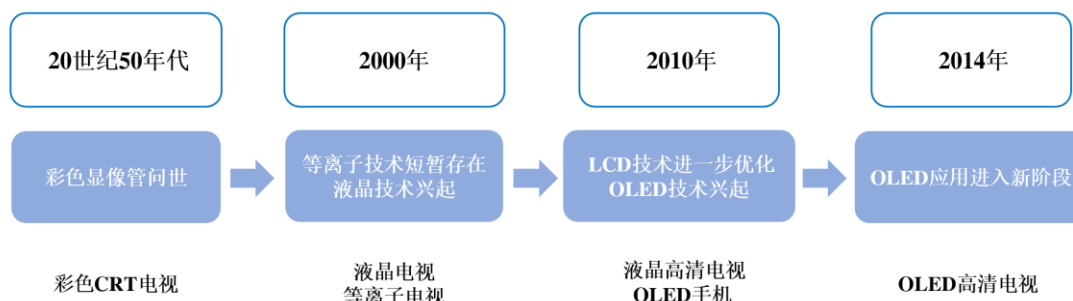 20世纪50年代
2000年
2010年
2014年
彩色显像管问世
等离子技术短暂存在
液晶技术兴起
LCD技术进一步优化
OLED技术兴起
OLED应用进入新阶段
彩色CRT电视
液晶电视
等离子电视
液晶高清电视
OLED手机
OLED高清电视